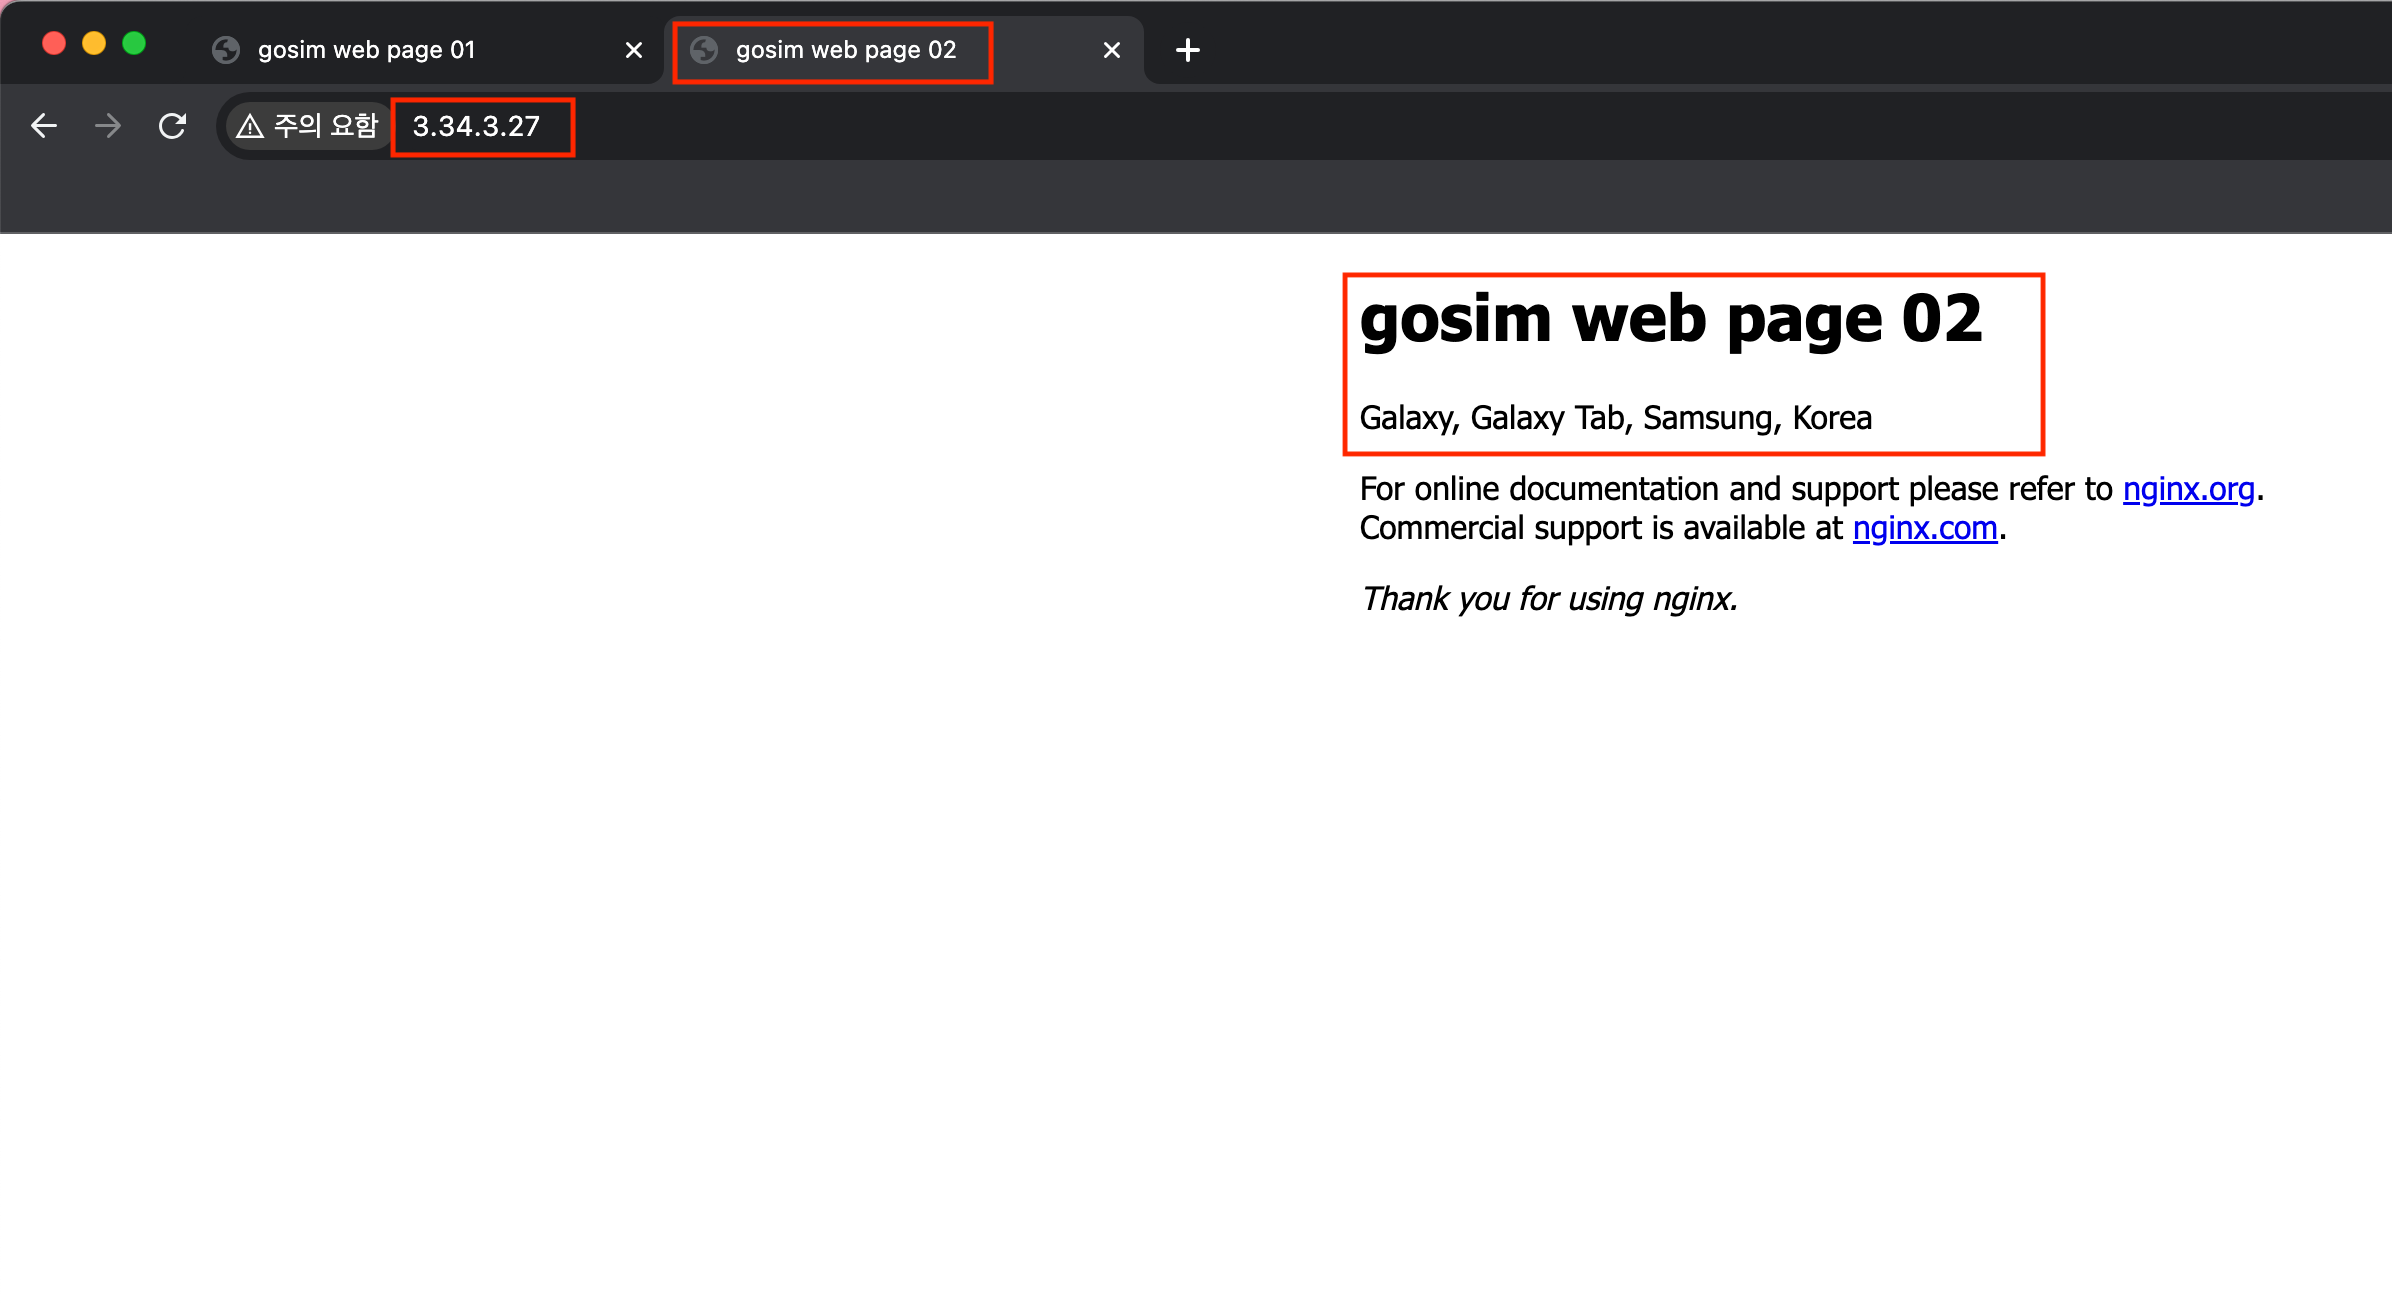 gosim web page 01
gosim web page 02
주의 요함 3.34.3.27
gosim web page 02
Galaxy, Galaxy Tab, Samsung, Korea
For online documentation and support please refer to nginx.org.
Commercial support is available at nginx.com.
Thank you for using nginx.